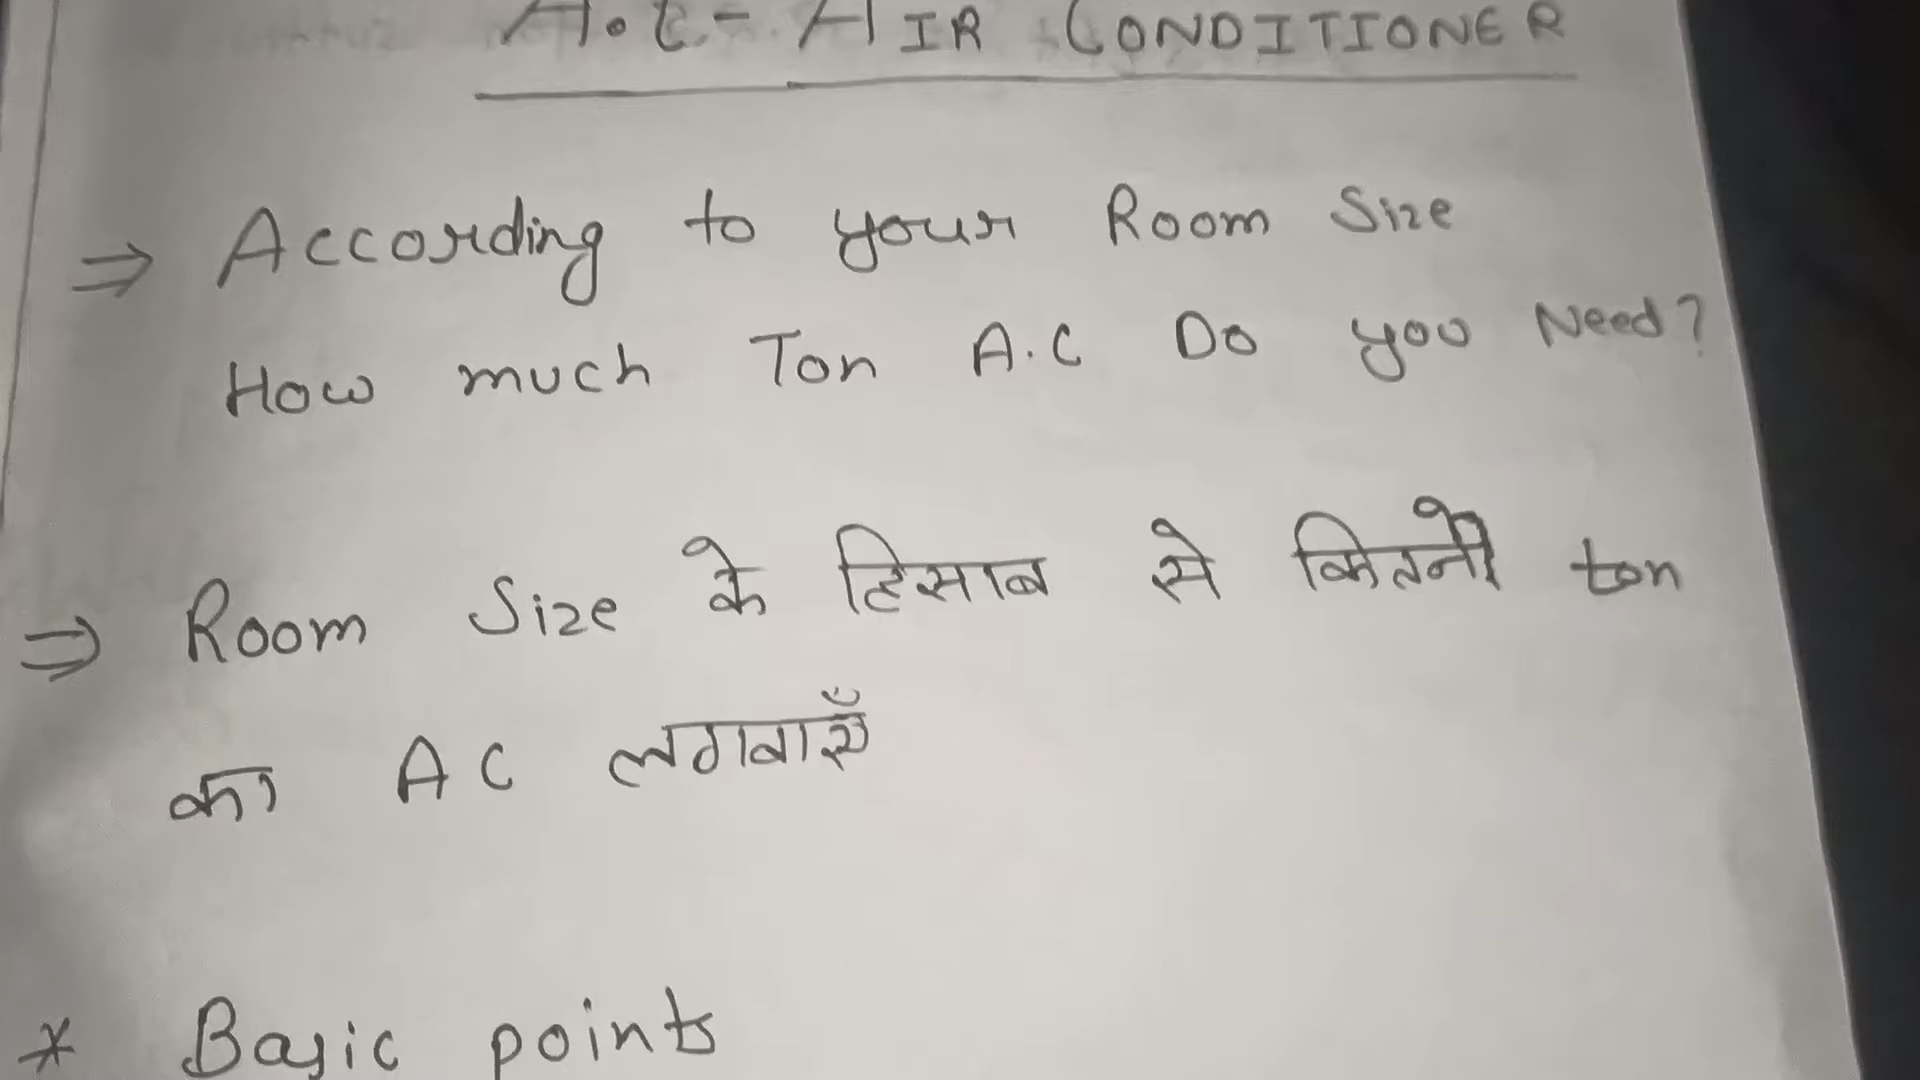 A.C - AIR CONDITIONER
⇒ According to your Room Size
How much Ton A.C Do you Need?
⇒ Room Size के हिसाब से कितने ton
का AC लगवाएँ
* Basic points